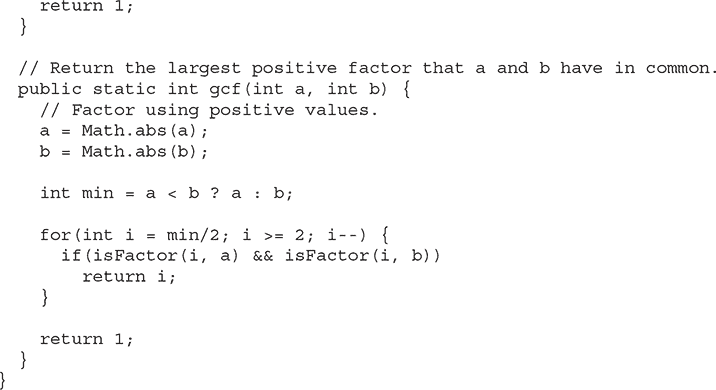 return 1;
  }

  // Return the largest positive factor that a and b have in common.
  public static int gcf(int a, int b) {
    // Factor using positive values.
    a = Math.abs(a);
    b = Math.abs(b);

    int min = a < b ? a : b;

    for(int i = min/2; i >= 2; i--) {
      if(isFactor(i, a) && isFactor(i, b))
        return i;
    }

    return 1;
  }
}